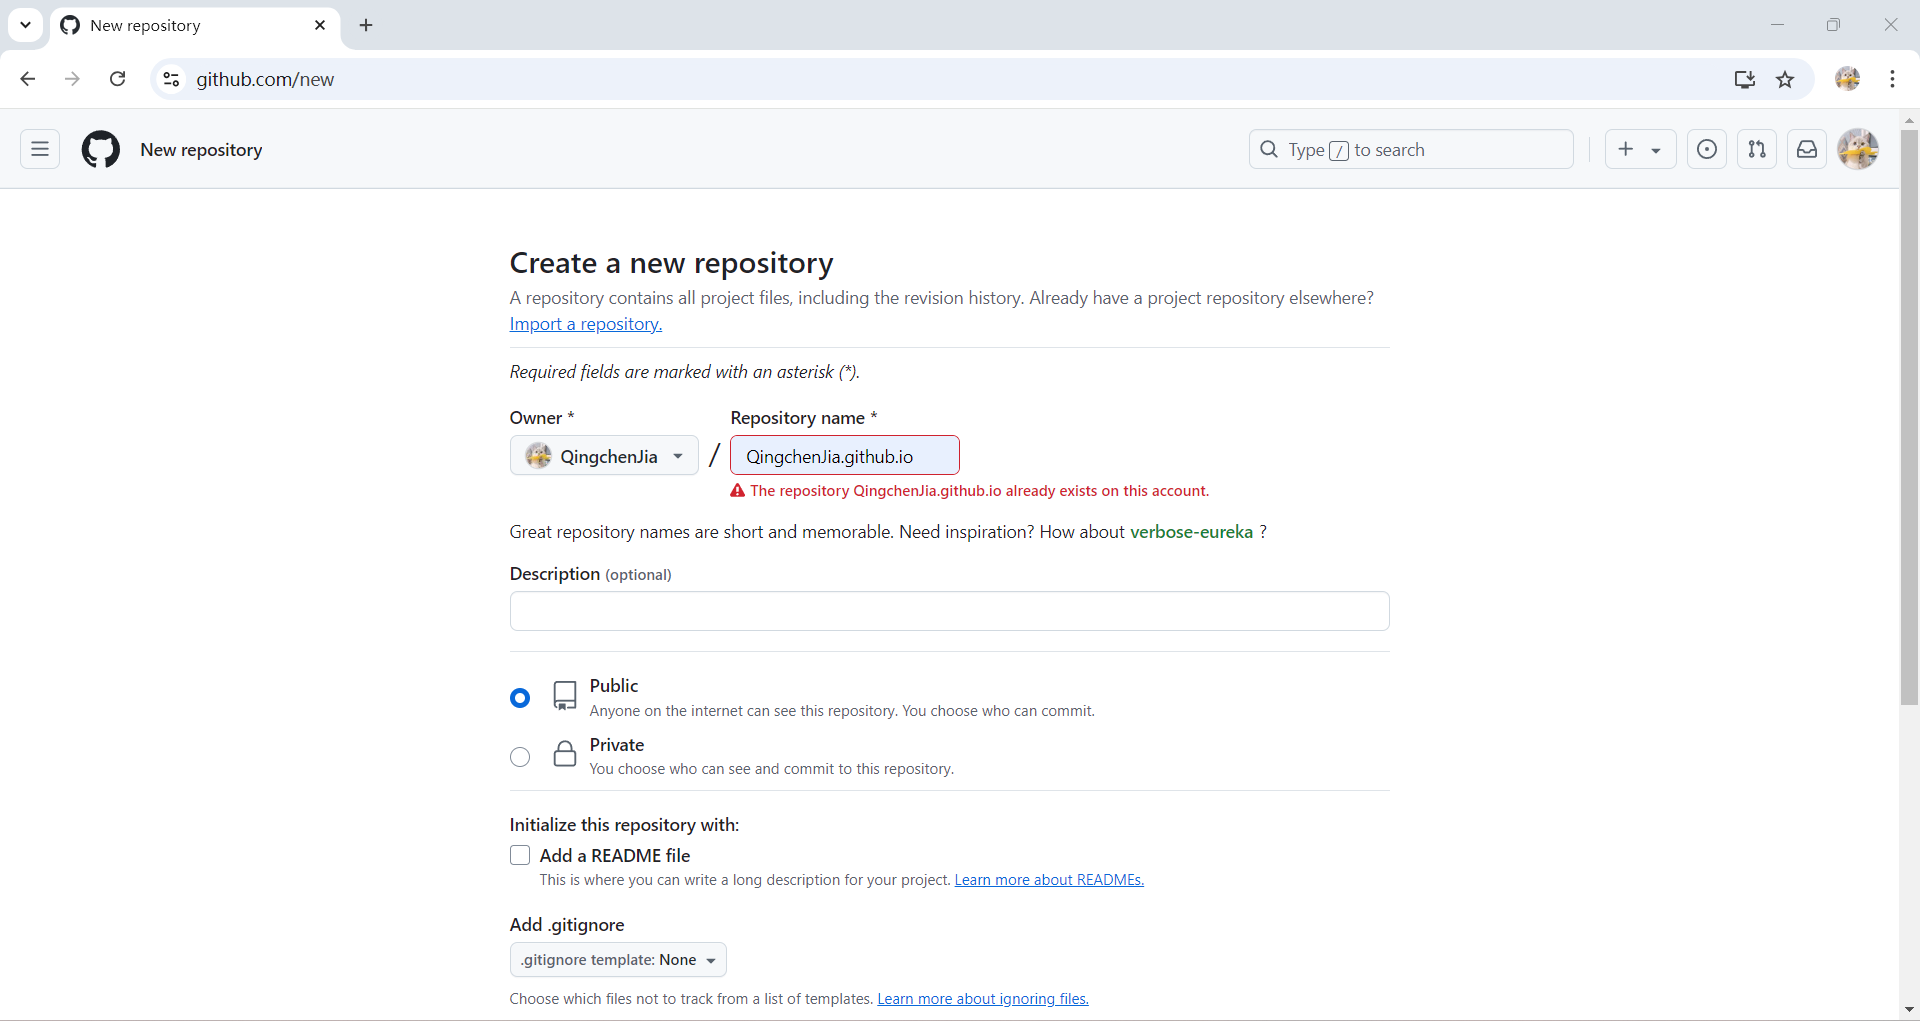 New repository
github.com/new
New repository
Type / to search
Create a new repository
A repository contains all project files, including the revision history. Already have a project repository elsewhere?
Import a repository.
Required fields are marked with an asterisk (*).
Owner * Repository name *
QingchenJia / QingchenJia.github.io
The repository QingchenJia.github.io already exists on this account.
Great repository names are short and memorable. Need inspiration? How about verbose-eureka ?
Description (optional)
Public
Anyone on the internet can see this repository. You choose who can commit.
Private
You choose who can see and commit to this repository.
Initialize this repository with:
Add a README file
This is where you can write a long description for your project. Learn more about READMEs.
Add .gitignore
.gitignore template: None
Choose which files not to track from a list of templates. Learn more about ignoring files.